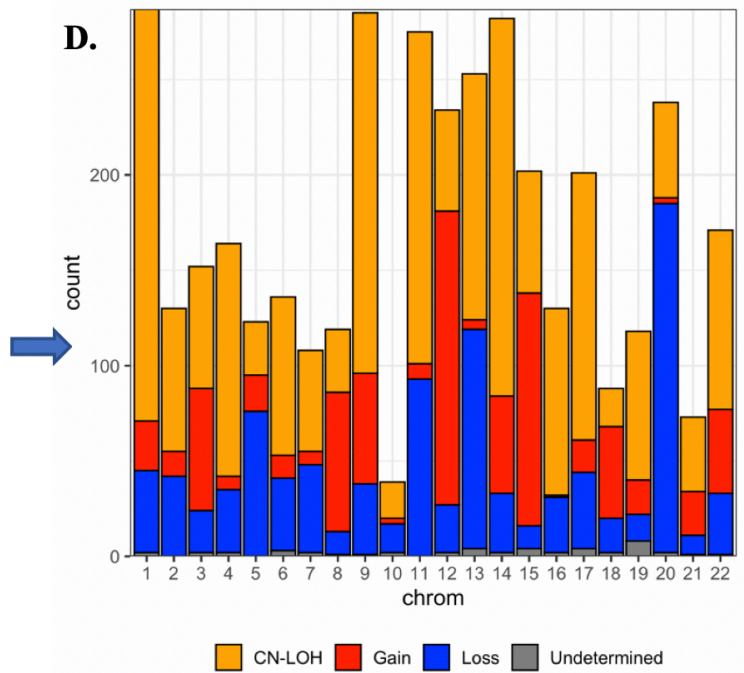 D.
200
100
0
count
1 2 3 4 5 6 7 8 9 10 11 12 13 14 15 16 17 18 19 20 21 22
chrom
CN-LOH Gain Loss Undetermined